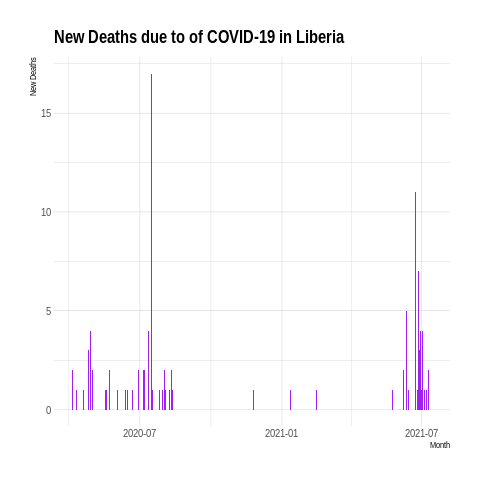 New Deaths due to of COVID-19 in Liberia
New Deaths
15
10
5
0
2020-07
2021-01
2021-07
Month